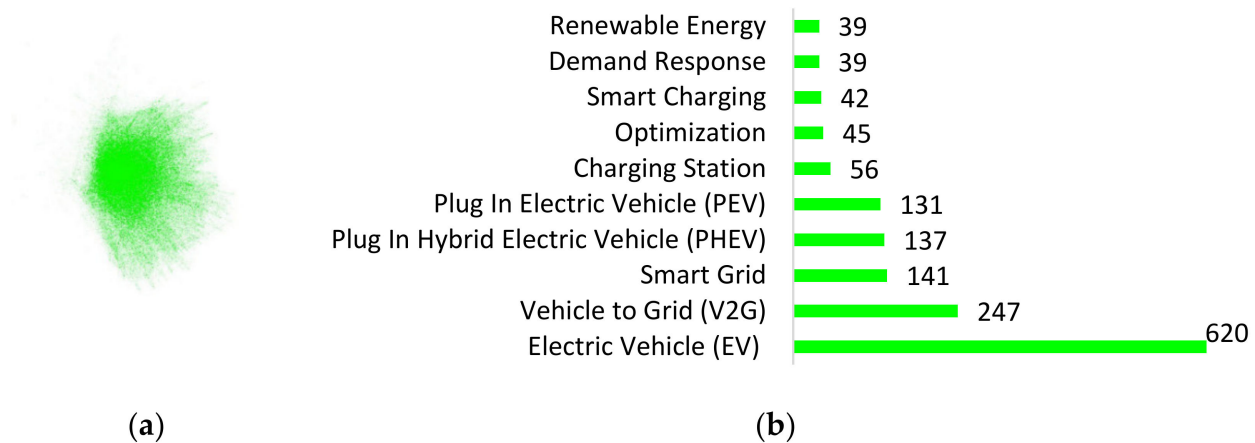 Renewable Energy 39
Demand Response 39
Smart Charging 42
Optimization 45
Charging Station 56
Plug In Electric Vehicle (PEV) 131
Plug In Hybrid Electric Vehicle (PHEV) 137
Smart Grid 141
Vehicle to Grid (V2G) 247
Electric Vehicle (EV) 620
(a) (b)